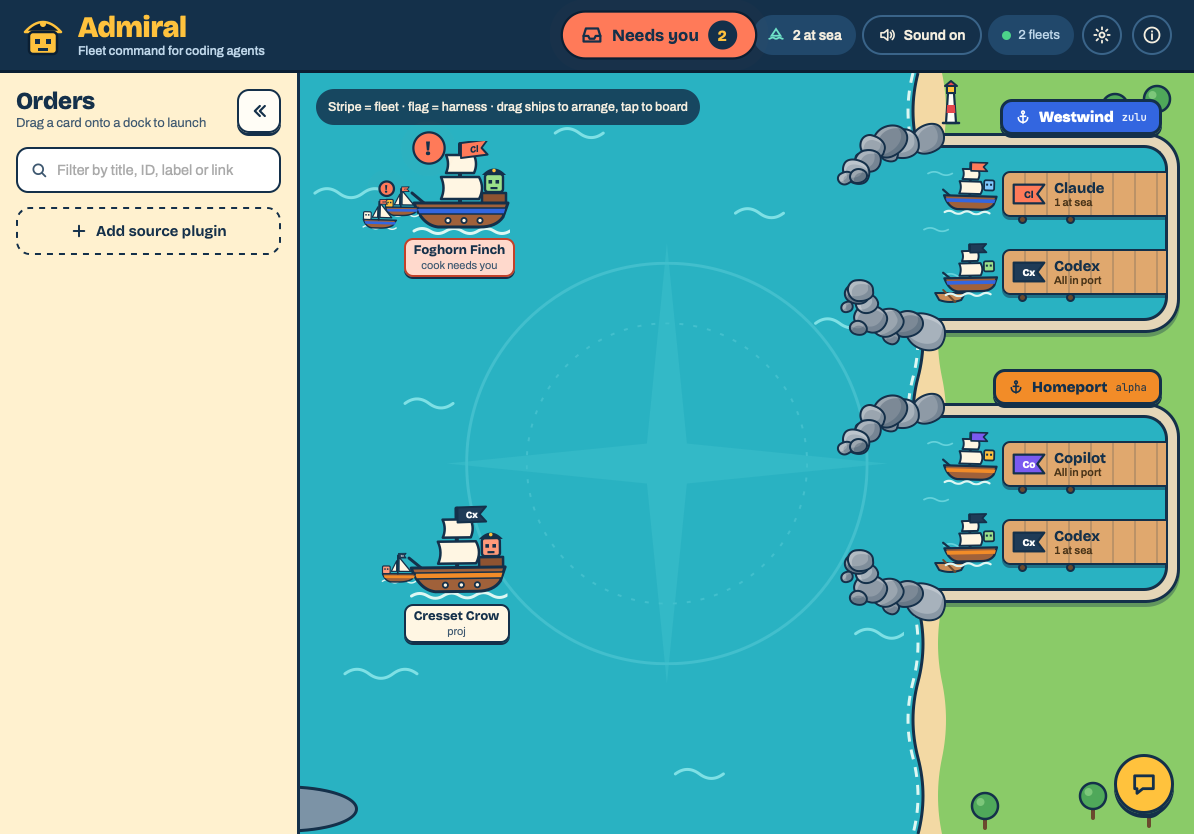 Admiral
Fleet command for coding agents
Needs you 2
2 at sea
Sound on
2 fleets
Orders
Drag a card onto a dock to launch
Filter by title, ID, label or link
Add source plugin
Stripe = fleet · flag = harness · drag ships to arrange, tap to board
!
Cl
!
Foghorn Finch
cook needs you
Cx
Cresset Crow
proj
Westwind zulu
Cl
Claude
1 at sea
Cx
Codex
All in port
Homeport alpha
Co
Copilot
All in port
Cx
Codex
1 at sea